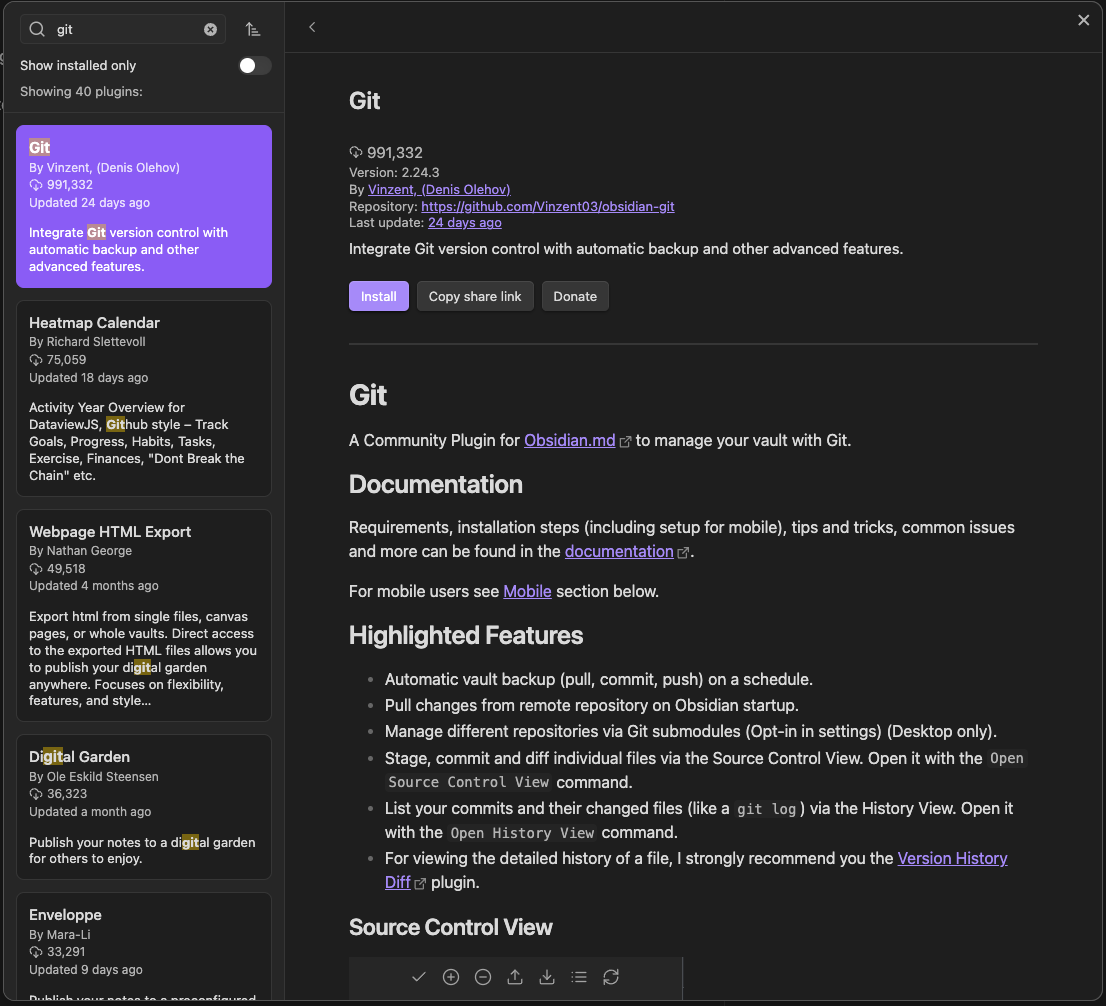 git
Show installed only
Showing 40 plugins:
Git
By Vinzent, (Denis Olehov)
991,332
Updated 24 days ago
Integrate Git version control with
automatic backup and other
advanced features.
Heatmap Calendar
By Richard Slettevoll
75,059
Updated 18 days ago
Activity Year Overview for
DataviewJS, Github style – Track
Goals, Progress, Habits, Tasks,
Exercise, Finances, "Dont Break the
Chain" etc.
Webpage HTML Export
By Nathan George
49,518
Updated 4 months ago
Export html from single files, canvas
pages, or whole vaults. Direct access
to the exported HTML files allows you
to publish your digital garden
anywhere. Focuses on flexibility,
features, and style...
Digital Garden
By Ole Eskild Steensen
36,323
Updated a month ago
Publish your notes to a digital garden
for others to enjoy.
Enveloppe
By Mara-Li
33,291
Updated 9 days ago
Publish your notes to a preconfigured
Git
991,332
Version: 2.24.3
By Vinzent, (Denis Olehov)
Repository: https://github.com/Vinzent03/obsidian-git
Last update: 24 days ago
Integrate Git version control with automatic backup and other advanced features.
Install Copy share link Donate
Git
A Community Plugin for Obsidian.md to manage your vault with Git.
Documentation
Requirements, installation steps (including setup for mobile), tips and tricks, common issues
and more can be found in the documentation.
For mobile users see Mobile section below.
Highlighted Features
• Automatic vault backup (pull, commit, push) on a schedule.
• Pull changes from remote repository on Obsidian startup.
• Manage different repositories via Git submodules (Opt-in in settings) (Desktop only).
• Stage, commit and diff individual files via the Source Control View. Open it with the Open
Source Control View command.
• List your commits and their changed files (like a git log) via the History View. Open it
with the Open History View command.
• For viewing the detailed history of a file, I strongly recommend you the Version History
Diff plugin.
Source Control View